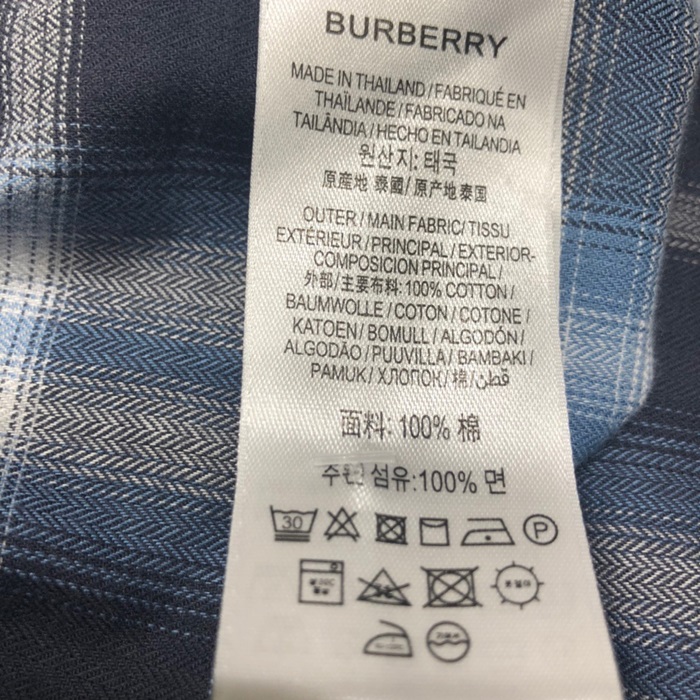 BURBERRY
MADE IN THAILAND/FABRIQUÉ EN
THAÏLANDE/FABRICADO NA
TAILÂNDIA/HECHO EN TAILANDIA
원산지: 태국
原産地 泰國/原产地 泰国
OUTER/MAIN FABRIC/TISSU
EXTÉRIEUR/PRINCIPAL/EXTERIOR-
COMPOSICION PRINCIPAL/
外部/主要布料: 100% COTTON/
BAUMWOLLE/COTON/COTONE/
KATOEN/BOMULL/ALGODÓN/
ALGODÃO/PUUVILLA/BAMBAKI/
PAMUK/ХЛОПОК/棉/قطن
面料: 100% 棉
섬유:100% 면
30
P